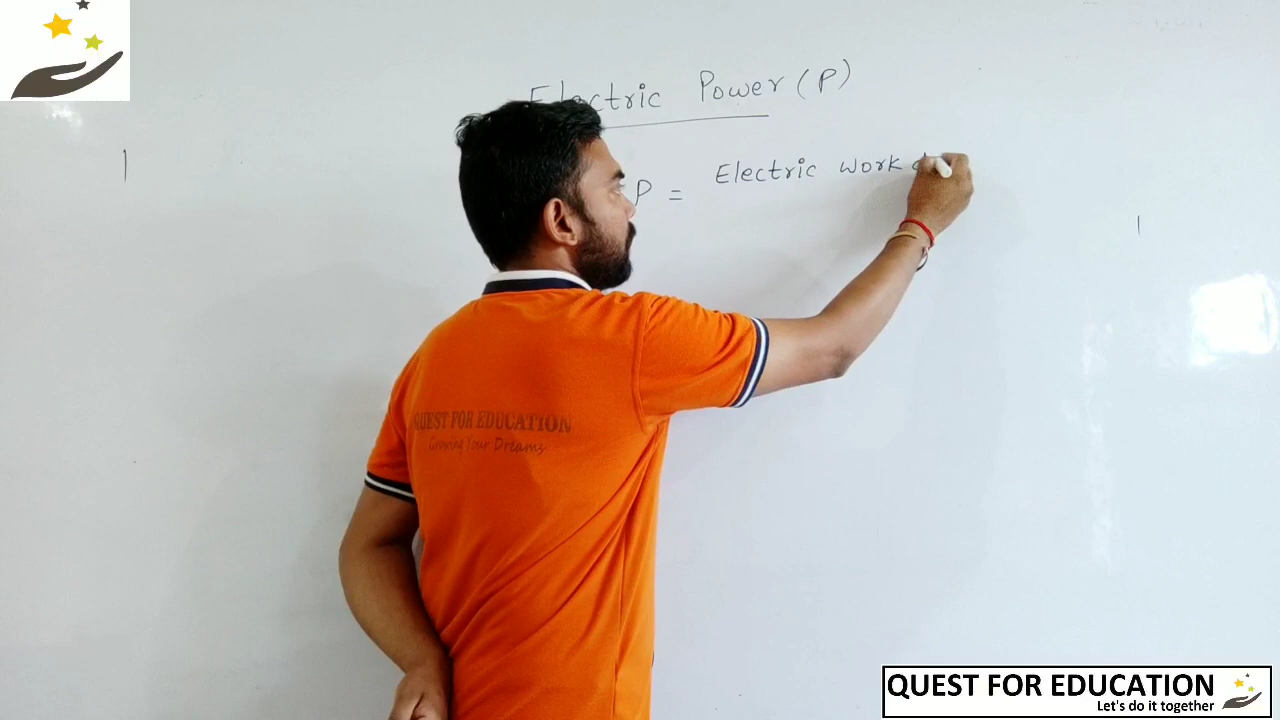 Electric Power (P)
P = Electric work
QUEST FOR EDUCATION
Growing Your Dreams
QUEST FOR EDUCATION
Let's do it together